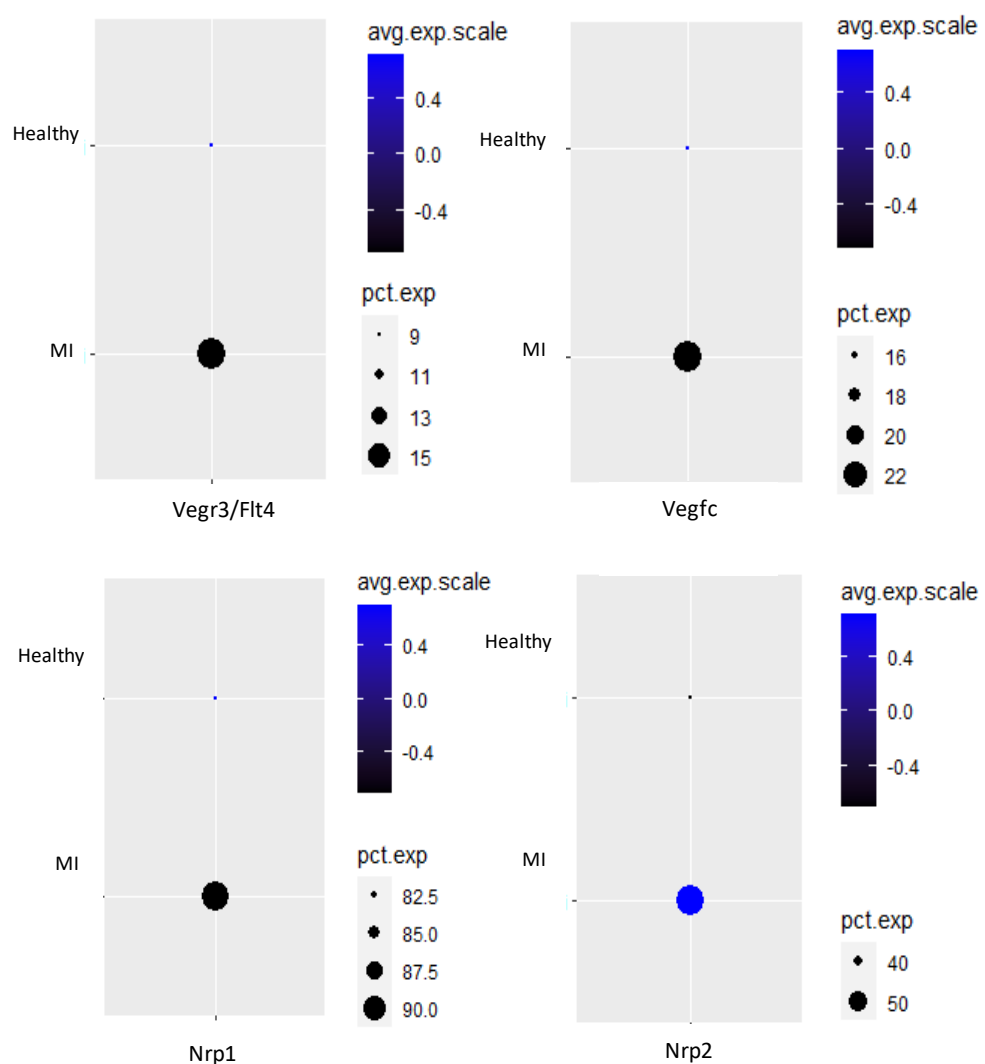 avg.exp.scale
0.4
0.0
-0.4
Healthy
MI
pct.exp
9
11
13
15
Vegr3/Flt4
avg.exp.scale
0.4
0.0
-0.4
Healthy
MI
pct.exp
16
18
20
22
Vegfc
avg.exp.scale
0.4
0.0
-0.4
Healthy
MI
pct.exp
82.5
85.0
87.5
90.0
Nrp1
avg.exp.scale
0.4
0.0
-0.4
Healthy
MI
pct.exp
40
50
Nrp2